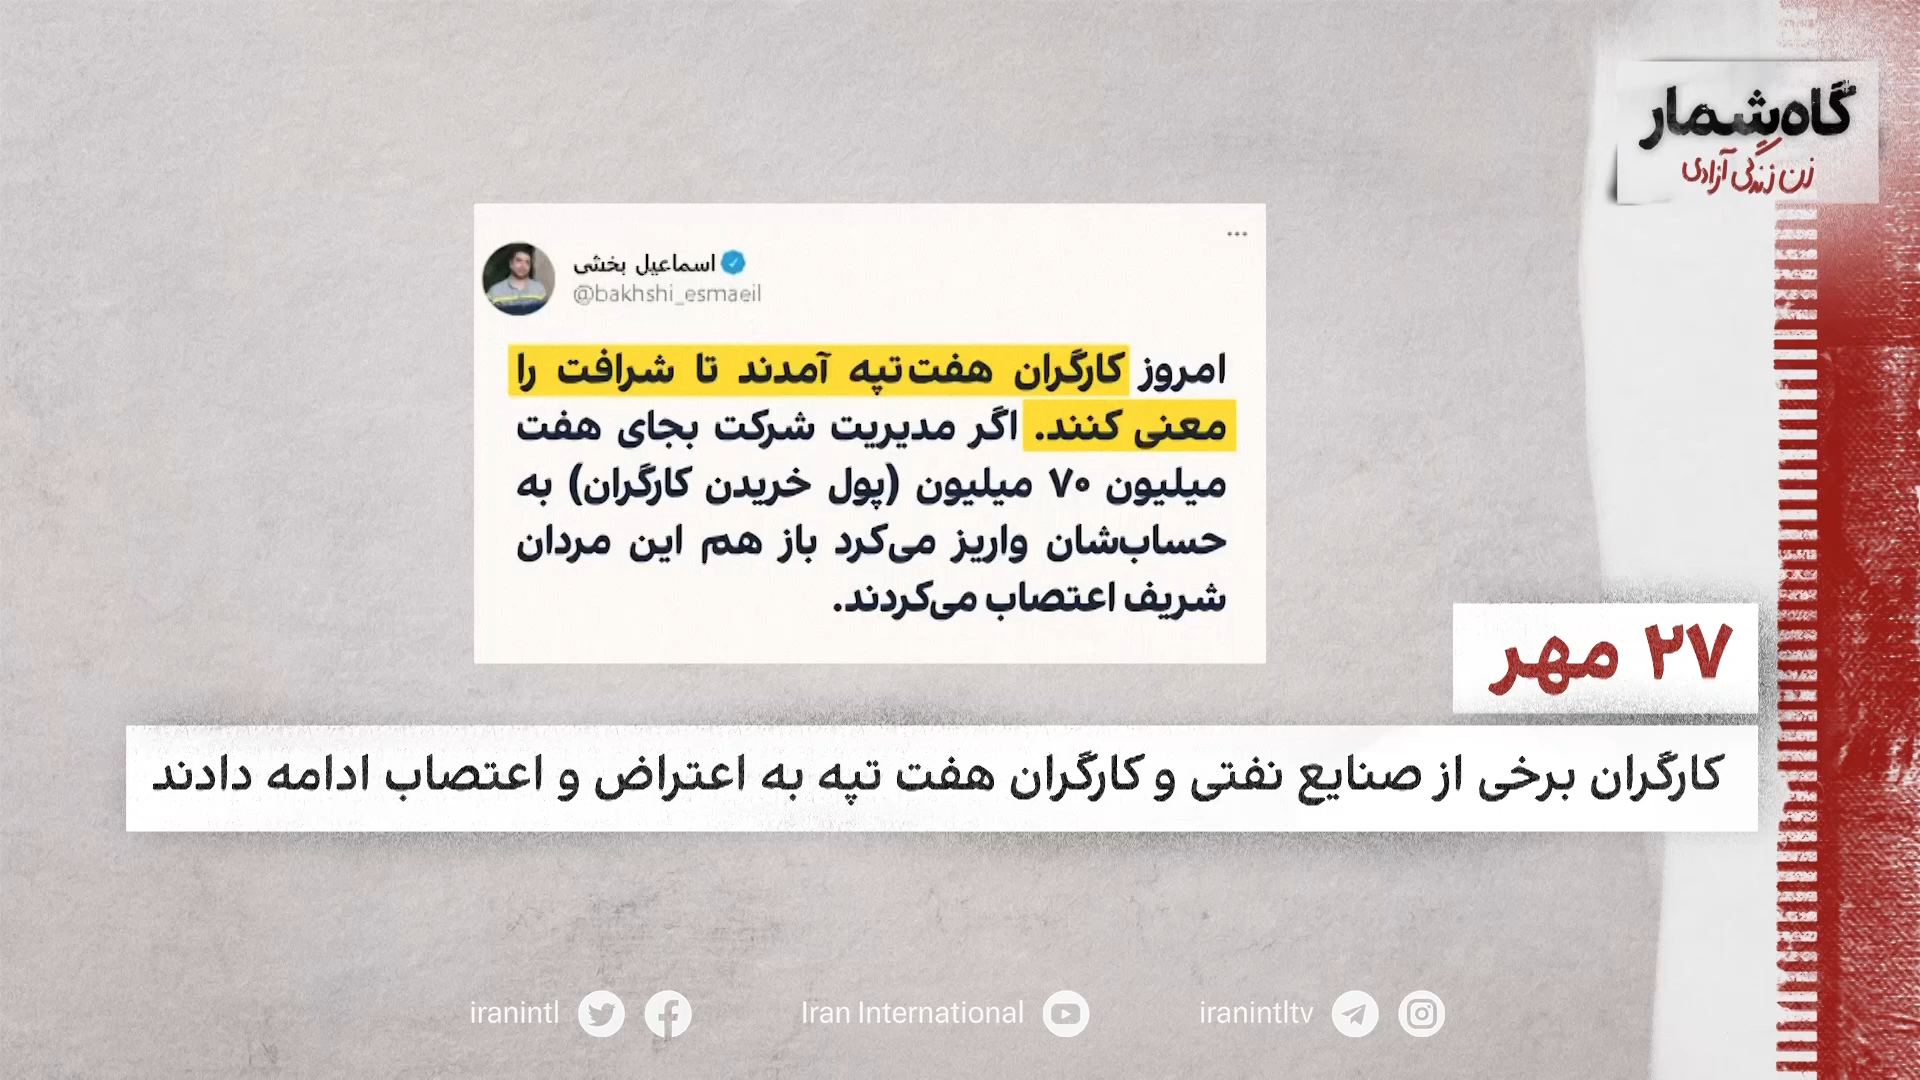 گاه‌شمار
زن زندگی آزادی
اسماعیل بخشی
@bakhshi_esmaeil
امروز کارگران هفت‌تپه آمدند تا شرافت را
معنی کنند. اگر مدیریت شرکت بجای هفت
میلیون ۷۰ میلیون (پول خریدن کارگران) به
حساب‌شان واریز می‌کرد باز هم این مردان
شریف اعتصاب می‌کردند.
۲۷ مهر
کارگران برخی از صنایع نفتی و کارگران هفت تپه به اعتراض و اعتصاب ادامه دادند
iranintl
Iran International
iranintltv